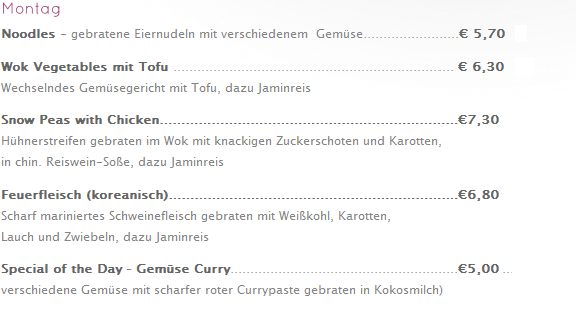 Montag
Noodles - gebratene Eiernudeln mit verschiedenem Gemüse...................... € 5,70
Wok Vegetables mit Tofu ................................................................. € 6,30
Wechselndes Gemüsegericht mit Tofu, dazu Jaminreis
Snow Peas with Chicken.....................................................................€7,30
Hühnerstreifen gebraten im Wok mit knackigen Zuckerschoten und Karotten,
in chin. Reiswein-Soße, dazu Jaminreis
Feuerfleisch (koreanisch)...................................................................€6,80
Scharf mariniertes Schweinefleisch gebraten mit Weißkohl, Karotten,
Lauch und Zwiebeln, dazu Jaminreis
Special of the Day - Gemüse Curry.....................................................€5,00 ...
verschiedene Gemüse mit scharfer roter Currypaste gebraten in Kokosmilch)